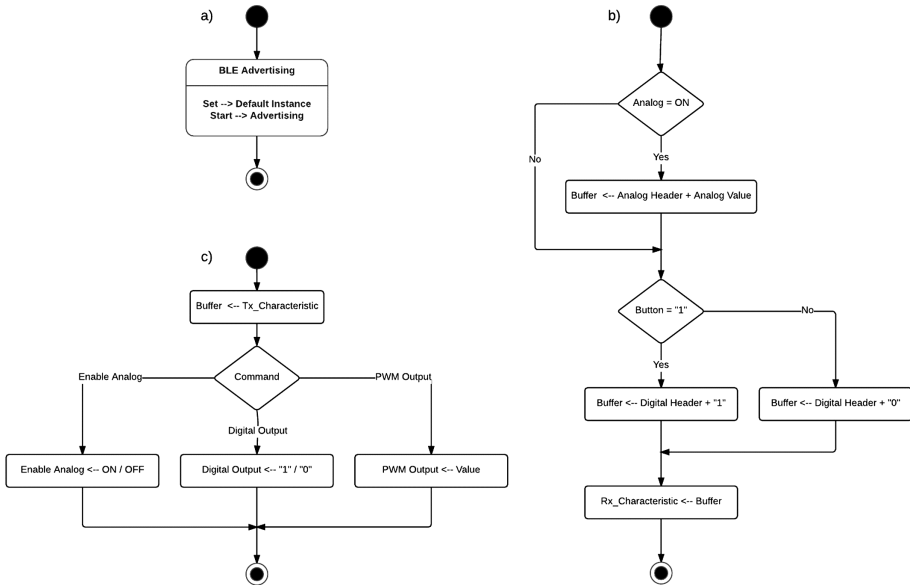 a)
BLE Advertising
Set --> Default Instance
Start --> Advertising
b)
Analog = ON
No
Yes
Buffer <-- Analog Header + Analog Value
Button = "1"
No
Yes
Buffer <-- Digital Header + "1"
Buffer <-- Digital Header + "0"
Rx_Characteristic <-- Buffer
c)
Buffer <-- Tx_Characteristic
Command
Enable Analog
PWM Output
Digital Output
Enable Analog <-- ON / OFF
Digital Output <-- "1" / "0"
PWM Output <-- Value